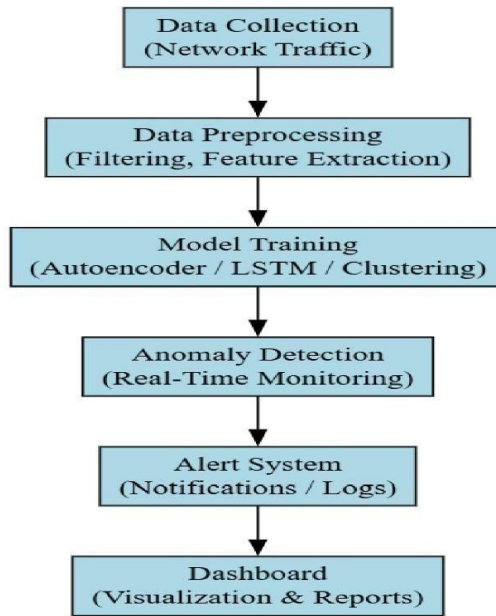 Data Collection
(Network Traffic)
Data Preprocessing
(Filtering, Feature Extraction)
Model Training
(Autoencoder / LSTM / Clustering)
Anomaly Detection
(Real-Time Monitoring)
Alert System
(Notifications / Logs)
Dashboard
(Visualization & Reports)